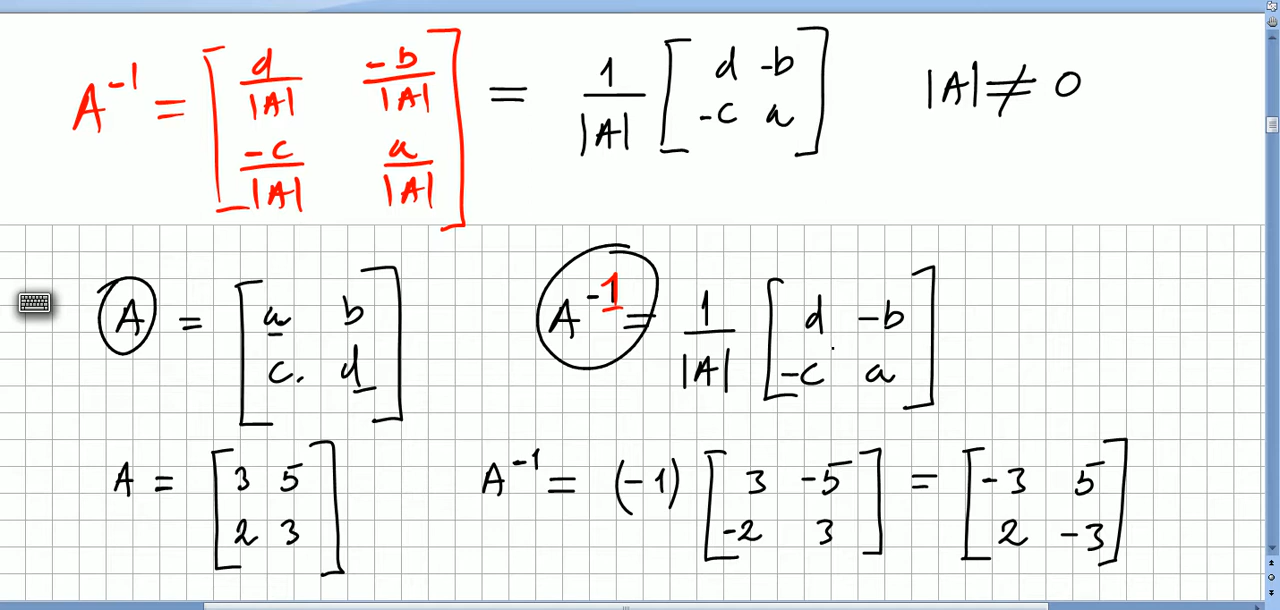 A⁻¹ = [ d/|A| -b/|A| ; -c/|A| a/|A| ] = 1/|A| [ d -b ; -c a ] |A| ≠ 0
A = [ a b ; c. d ] A⁻¹ = 1/|A| [ d -b ; -c a ]
A = [ 3 5 ; 2 3 ] A⁻¹ = (-1) [ 3 -5 ; -2 3 ] = [ -3 5 ; 2 -3 ]